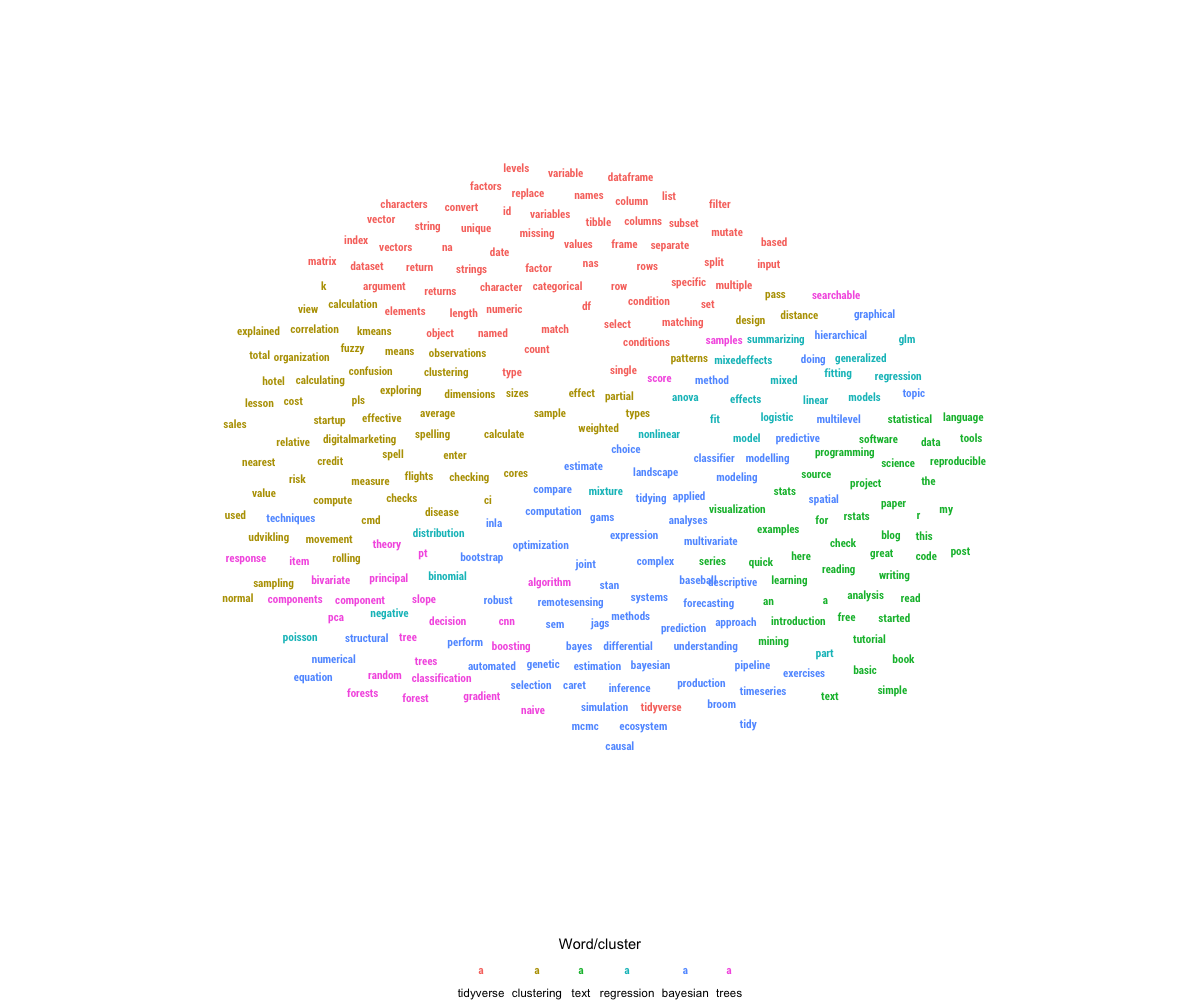 levels
variable
dataframe
factors
replace
names
column
list
filter
characters
convert
id
variables
tibble
columns
subset
vector
string
unique
missing
mutate
index
vectors
na
date
values
frame
separate
based
matrix
dataset
return
strings
factor
nas
rows
split
input
k
argument
returns
character
categorical
row
specific
multiple
pass
searchable
view
calculation
elements
length
numeric
df
condition
set
design
distance
graphical
explained
correlation
kmeans
object
named
match
select
matching
conditions
samples
summarizing
hierarchical
glm
total
organization
fuzzy
means
observations
count
patterns
mixedeffects
doing
generalized
hotel
calculating
confusion
clustering
type
single
score
method
mixed
fitting
regression
lesson
cost
pls
exploring
dimensions
sizes
effect
partial
anova
effects
linear
models
topic
sales
startup
effective
average
sample
weighted
types
fit
logistic
multilevel
statistical
language
relative
digitalmarketing
spelling
calculate
nonlinear
model
predictive
software
data
tools
nearest
credit
spell
enter
choice
classifier
modelling
programming
science
reproducible
risk
measure
flights
checking
cores
estimate
landscape
modeling
source
project
the
value
compute
checks
ci
compare
mixture
tidying
applied
stats
spatial
paper
my
used
techniques
cmd
disease
inla
computation
gams
analyses
visualization
for
rstats
r
udvikling
movement
distribution
optimization
expression
multivariate
examples
check
blog
this
response
item
rolling
theory
pt
bootstrap
joint
complex
series
quick
here
reading
great
code
post
sampling
bivariate
principal
binomial
algorithm
stan
baseball
descriptive
learning
writing
normal
components
component
slope
robust
remotesensing
systems
forecasting
an
a
analysis
read
pca
negative
decision
cnn
sem
jags
methods
prediction
approach
introduction
free
started
poisson
structural
tree
perform
boosting
bayes
differential
understanding
mining
part
tutorial
numerical
trees
automated
genetic
estimation
bayesian
pipeline
exercises
basic
book
equation
random
classification
selection
caret
inference
production
timeseries
text
simple
forests
forest
gradient
naive
simulation
tidyverse
broom
mcmc
ecosystem
tidy
causal
Word/cluster
a a a a a a
tidyverse clustering text regression bayesian trees